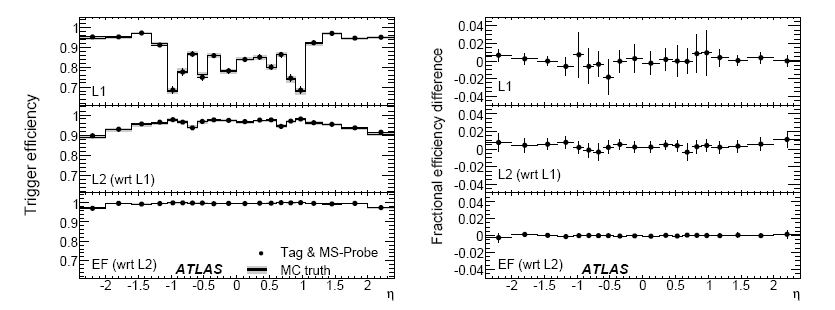 Trigger efficiency
1
0.9
0.8
0.7
L1
1
0.9
0.8
0.7
L2 (wrt L1)
1
0.9
0.8
0.7
EF (wrt L2)
ATLAS
Tag & MS-Probe
MC truth
-2 -1.5 -1 -0.5 0 0.5 1 1.5 2
η
Fractional efficiency difference
0.04
0.02
0
-0.02
-0.04
L1
0.04
0.02
0
-0.02
-0.04
L2 (wrt L1)
0.04
0.02
0
-0.02
-0.04
EF (wrt L2)
ATLAS
-2 -1.5 -1 -0.5 0 0.5 1 1.5 2
η